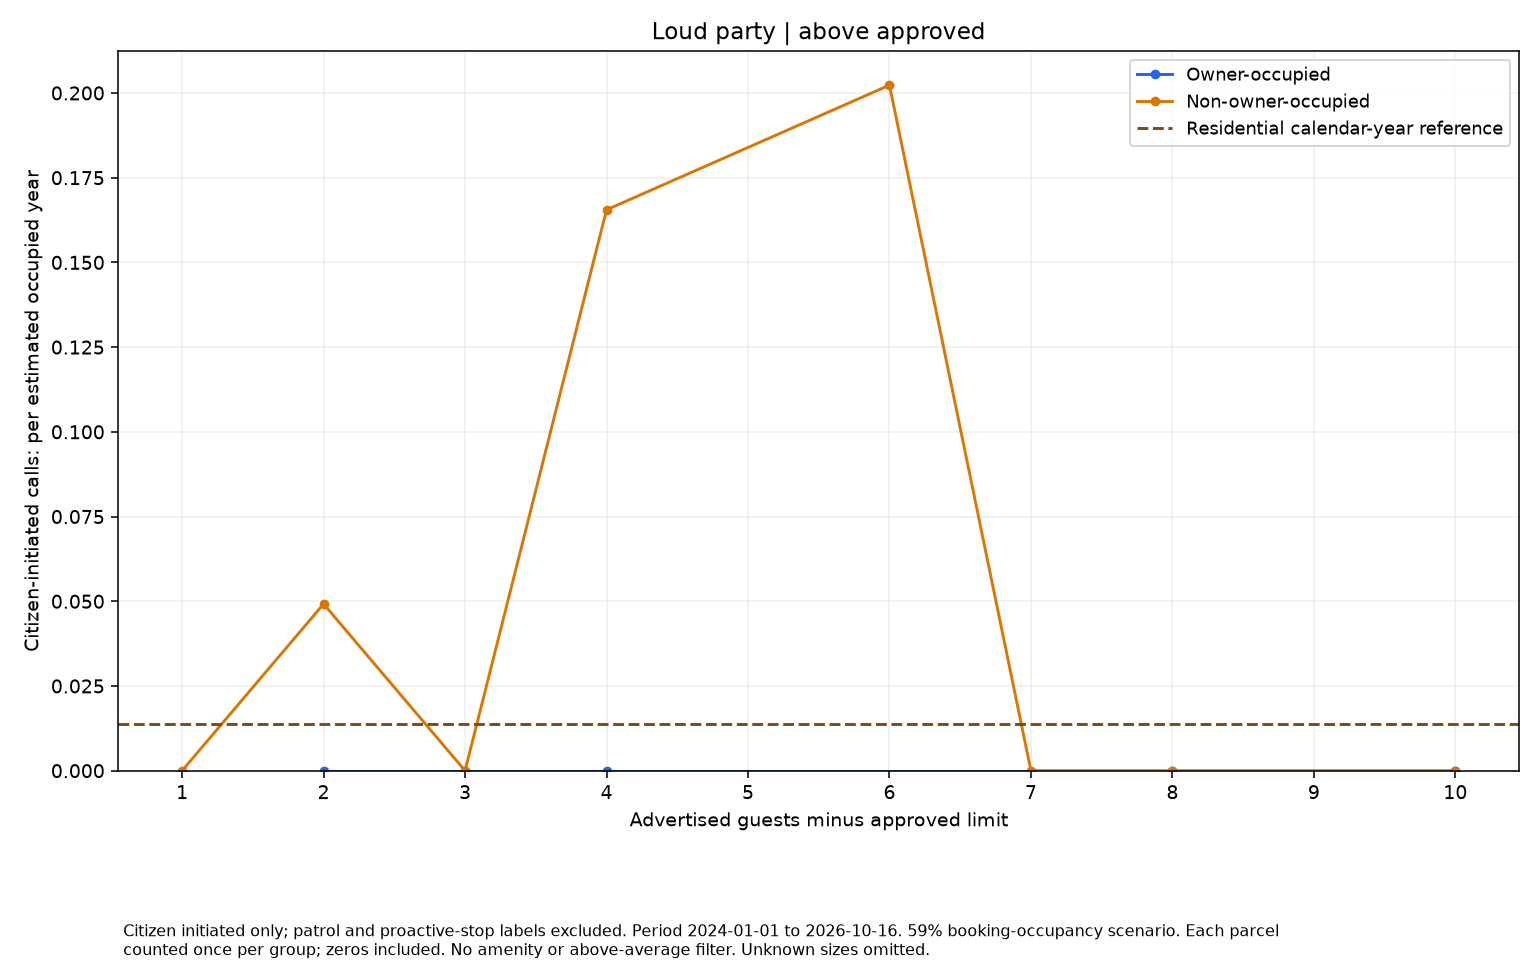 Loud party | above approved
Owner-occupied
Non-owner-occupied
Residential calendar-year reference
Citizen-initiated calls: per estimated occupied year
0.200
0.175
0.150
0.125
0.100
0.075
0.050
0.025
0.000
1 2 3 4 5 6 7 8 9 10
Advertised guests minus approved limit
Citizen initiated only; patrol and proactive-stop labels excluded. Period 2024-01-01 to 2026-10-16. 59% booking-occupancy scenario. Each parcel
counted once per group; zeros included. No amenity or above-average filter. Unknown sizes omitted.